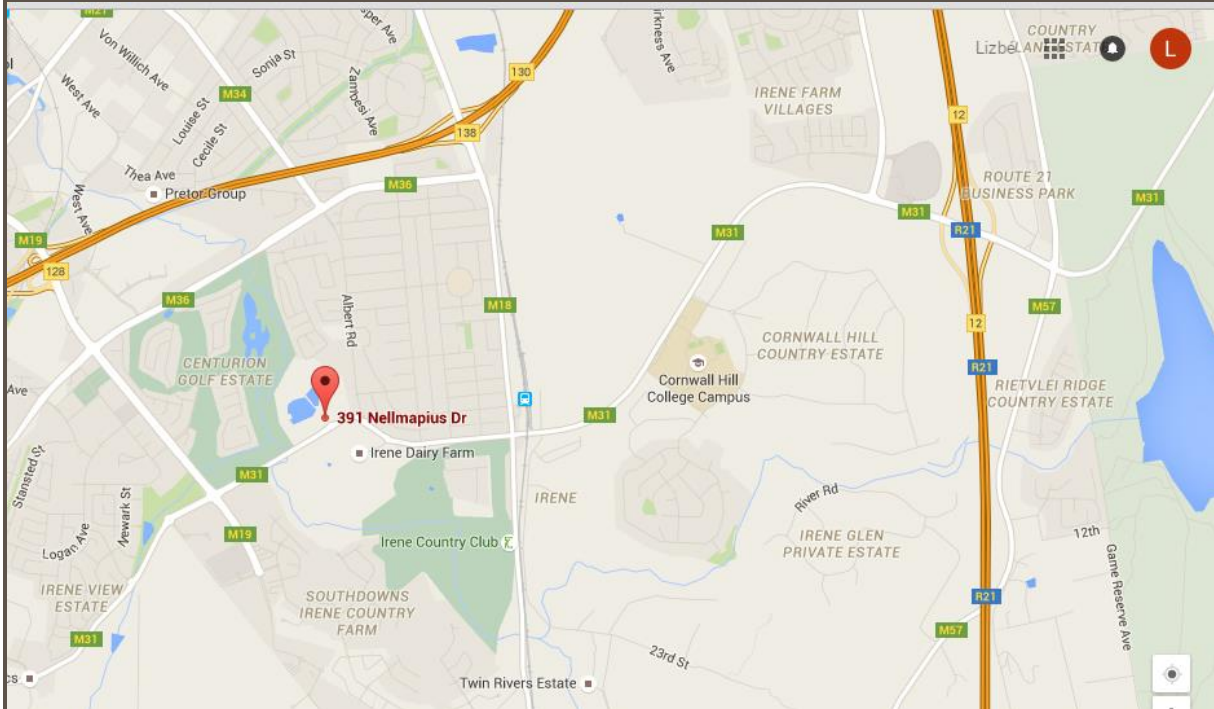 M21
Von Willich Ave
Sonja St
M34
Zambesi Ave
West Ave
Louise St
Cecile St
Thea Ave
Pretor Group
West Ave
M19
128
130
138
M36
M36
IRENE FARM
VILLAGES
COUNTRY
Lizbé
L
12
ROUTE 21
BUSINESS PARK
M31
M31
R21
M31
M18
M57
12
R21
Albert Rd
CENTURION
GOLF ESTATE
CORNWALL HILL
COUNTRY ESTATE
Cornwall Hill
College Campus
RIETVLEI RIDGE
COUNTRY ESTATE
Ave
391 Nellmapius Dr
M31
Irene Dairy Farm
M31
Stansted St
Newark St
Logan Ave
M19
IRENE
River Rd
Irene Country Club
IRENE GLEN
PRIVATE ESTATE
12th
Game Reserve Ave
IRENE VIEW
ESTATE
SOUTHDOWNS
IRENE COUNTRY
FARM
R21
M31
M57
23rd St
Twin Rivers Estate